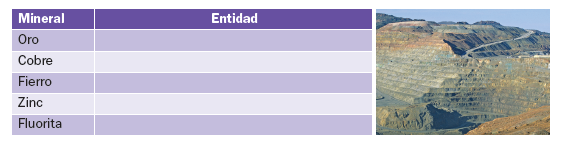 Mineral Entidad
Oro
Cobre
Fierro
Zinc
Fluorita